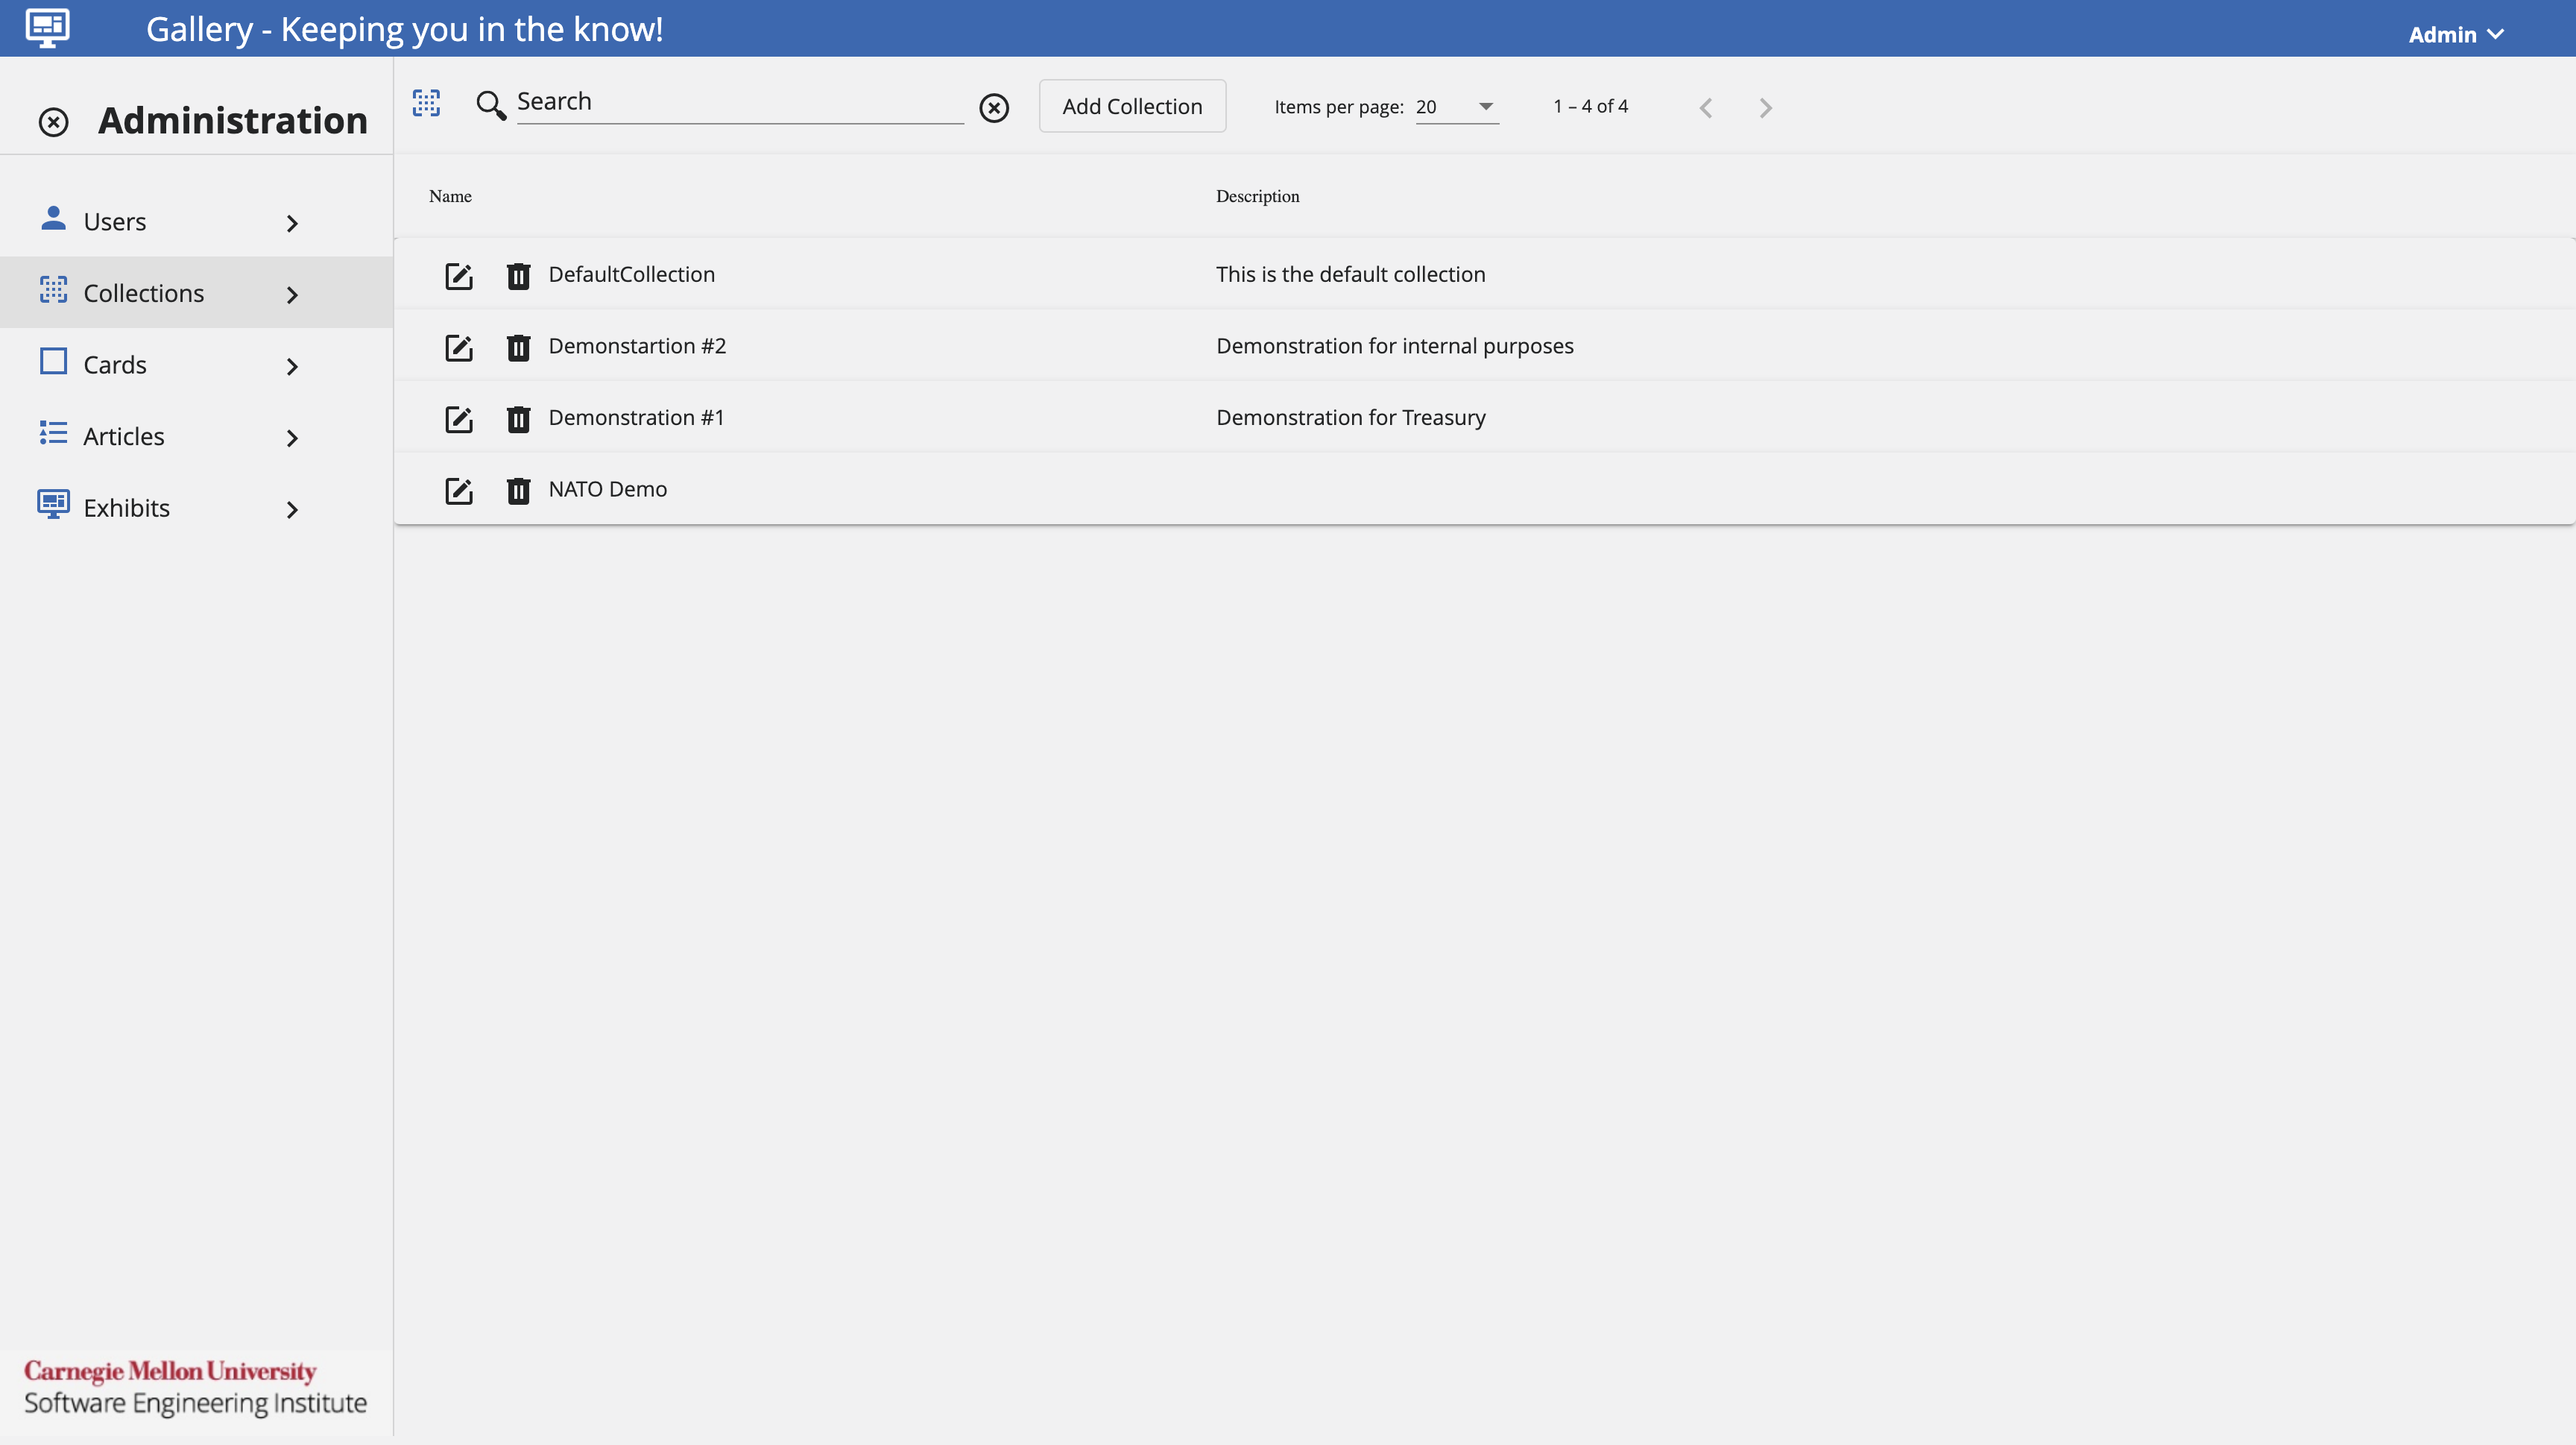 Gallery - Keeping you in the know!
Admin
Administration
Search
Add Collection
Items per page: 20
1 – 4 of 4
Users
Collections
Cards
Articles
Exhibits
Name Description
DefaultCollection This is the default collection
Demonstartion #2 Demonstration for internal purposes
Demonstration #1 Demonstration for Treasury
NATO Demo
Carnegie Mellon University
Software Engineering Institute